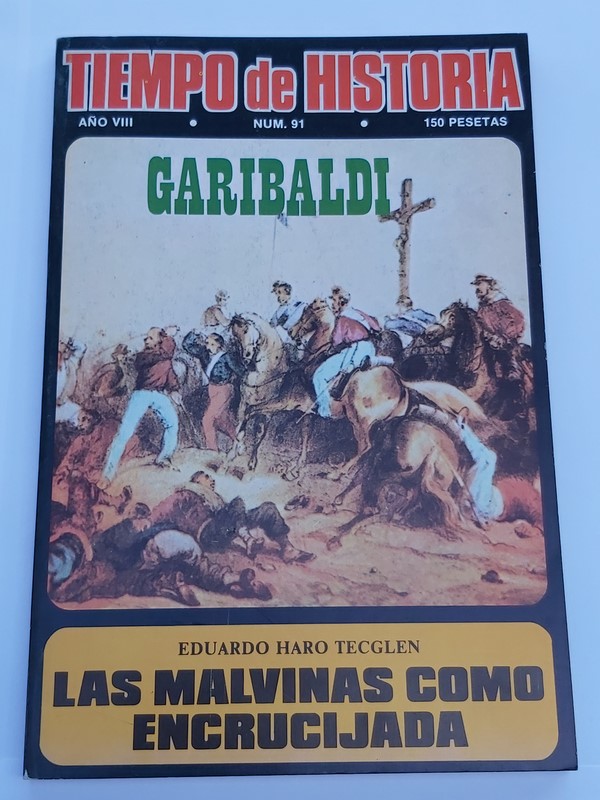 TIEMPO de HISTORIA
AÑO VIII • NUM. 91 • 150 PESETAS
GARIBALDI
EDUARDO HARO TECGLEN
LAS MALVINAS COMO
ENCRUCIJADA